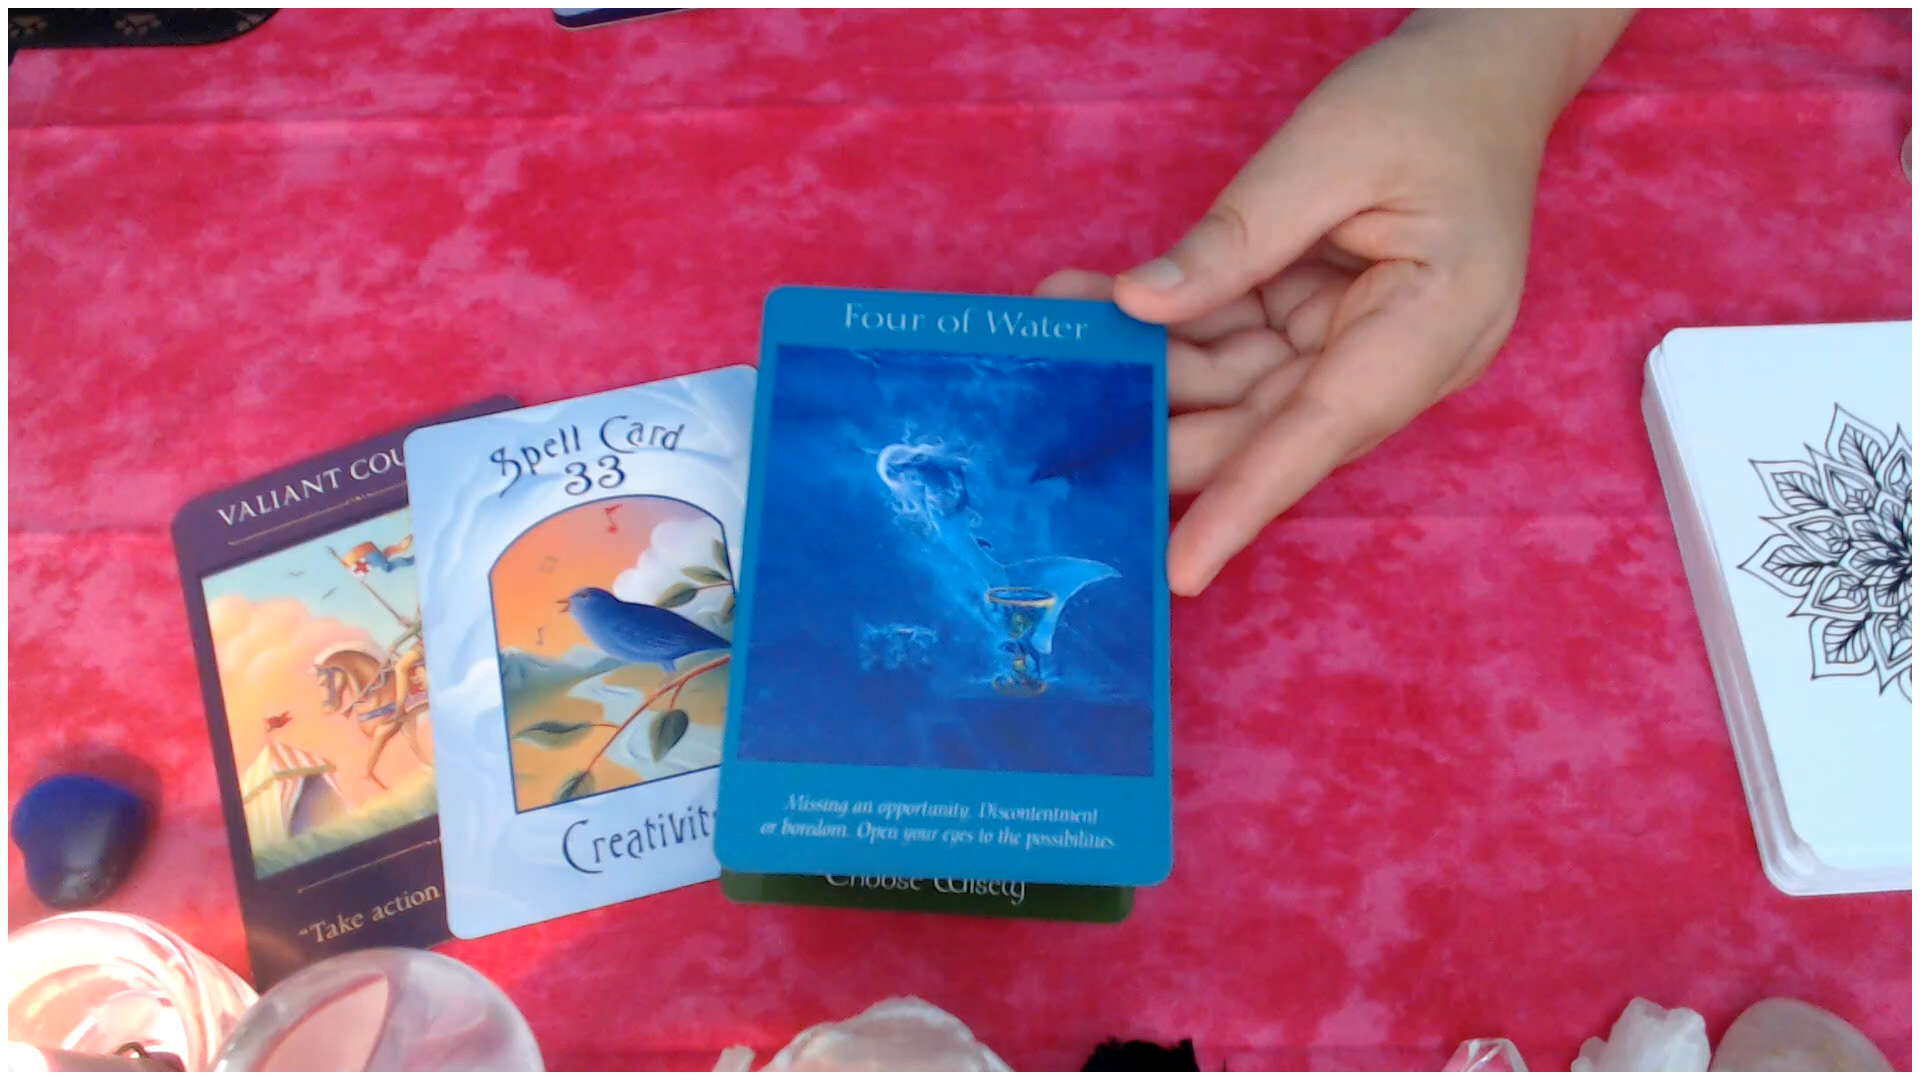 VALIANT COU
"Take action
Spell Card
33
Creativit
Four of Water
Missing an opportunity. Discontentment
or boredom. Open your eyes to the possibilities.
Choose Wisely